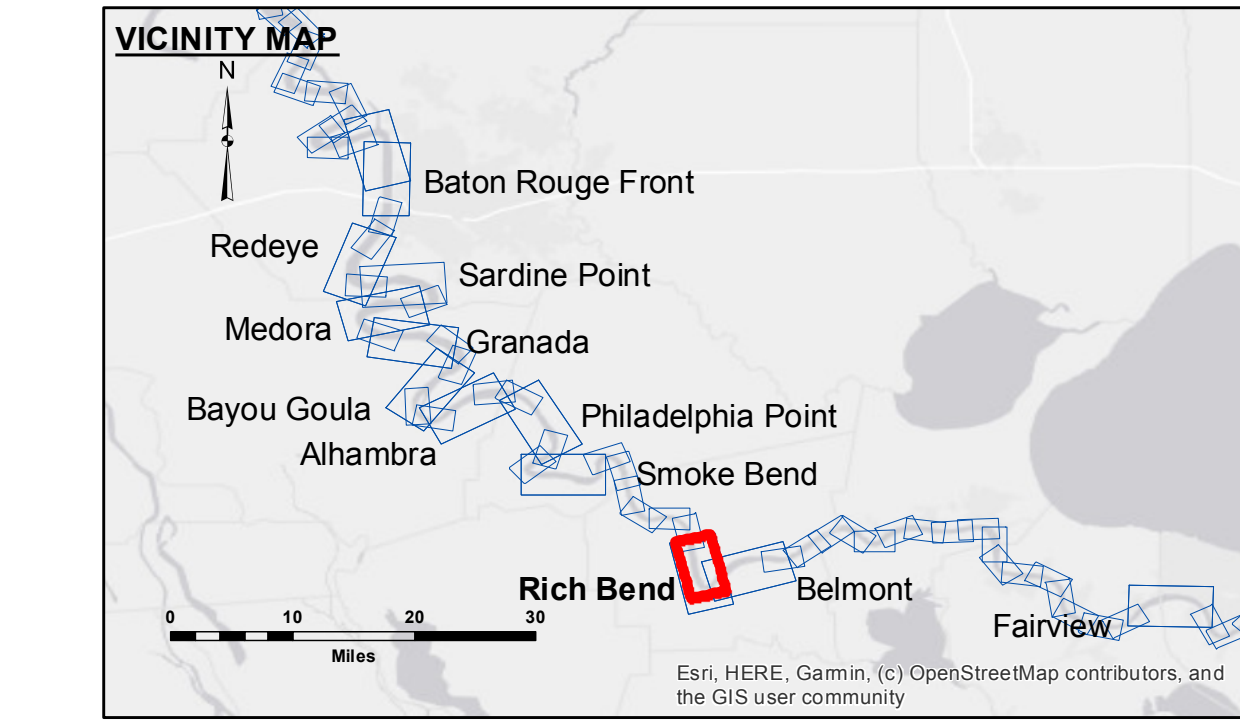 VICINITY MAP
N
Baton Rouge Front
Redeye
Sardine Point
Medora
Granada
Bayou Goula
Philadelphia Point
Alhambra
Smoke Bend
Rich Bend
Belmont
Fairview
0 10 20 30
Miles
Esri, HERE, Garmin, (c) OpenStreetMap contributors, and
the GIS user community